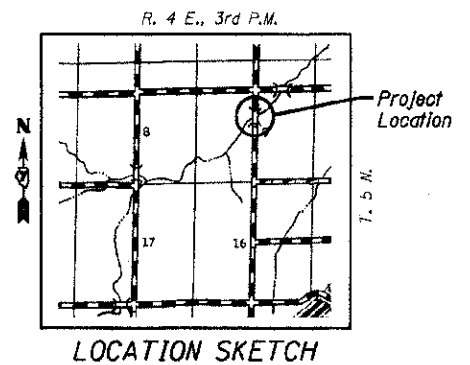 R. 4 E., 3rd P.M.
Project
Location
N
8
T. 5 N.
17
16
LOCATION SKETCH